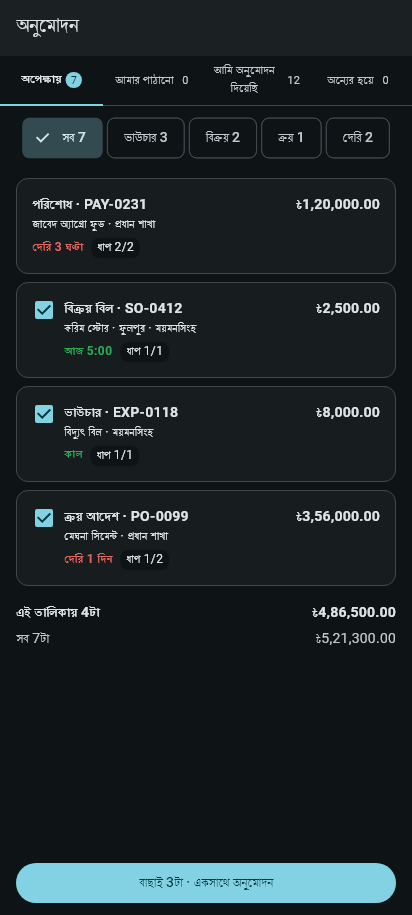 অনুমোদন
অপেক্ষায় 7
আমার পাঠানো 0
আমি অনুমোদন দিয়েছি 12
অন্যের হয়ে 0
সব 7
ভাউচার 3
বিক্রয় 2
ক্রয় 1
দেরি 2
পরিশোধ · PAY-0231 ৳1,20,000.00
জাবেদ অ্যাগ্রো ফুড · প্রধান শাখা
দেরি 3 ঘণ্টা ধাপ 2/2
বিক্রয় বিল · SO-0412 ৳2,500.00
করিম স্টোর · ফুলপুর · ময়মনসিংহ
আজ 5:00 ধাপ 1/1
ভাউচার · EXP-0118 ৳8,000.00
বিদ্যুৎ বিল · ময়মনসিংহ
কাল ধাপ 1/1
ক্রয় আদেশ · PO-0099 ৳3,56,000.00
মেঘনা সিমেন্ট · প্রধান শাখা
দেরি 1 দিন ধাপ 1/2
এই তালিকায় 4টা ৳4,86,500.00
সব 7টা ৳5,21,300.00
বাছাই 3টা · একসাথে অনুমোদন